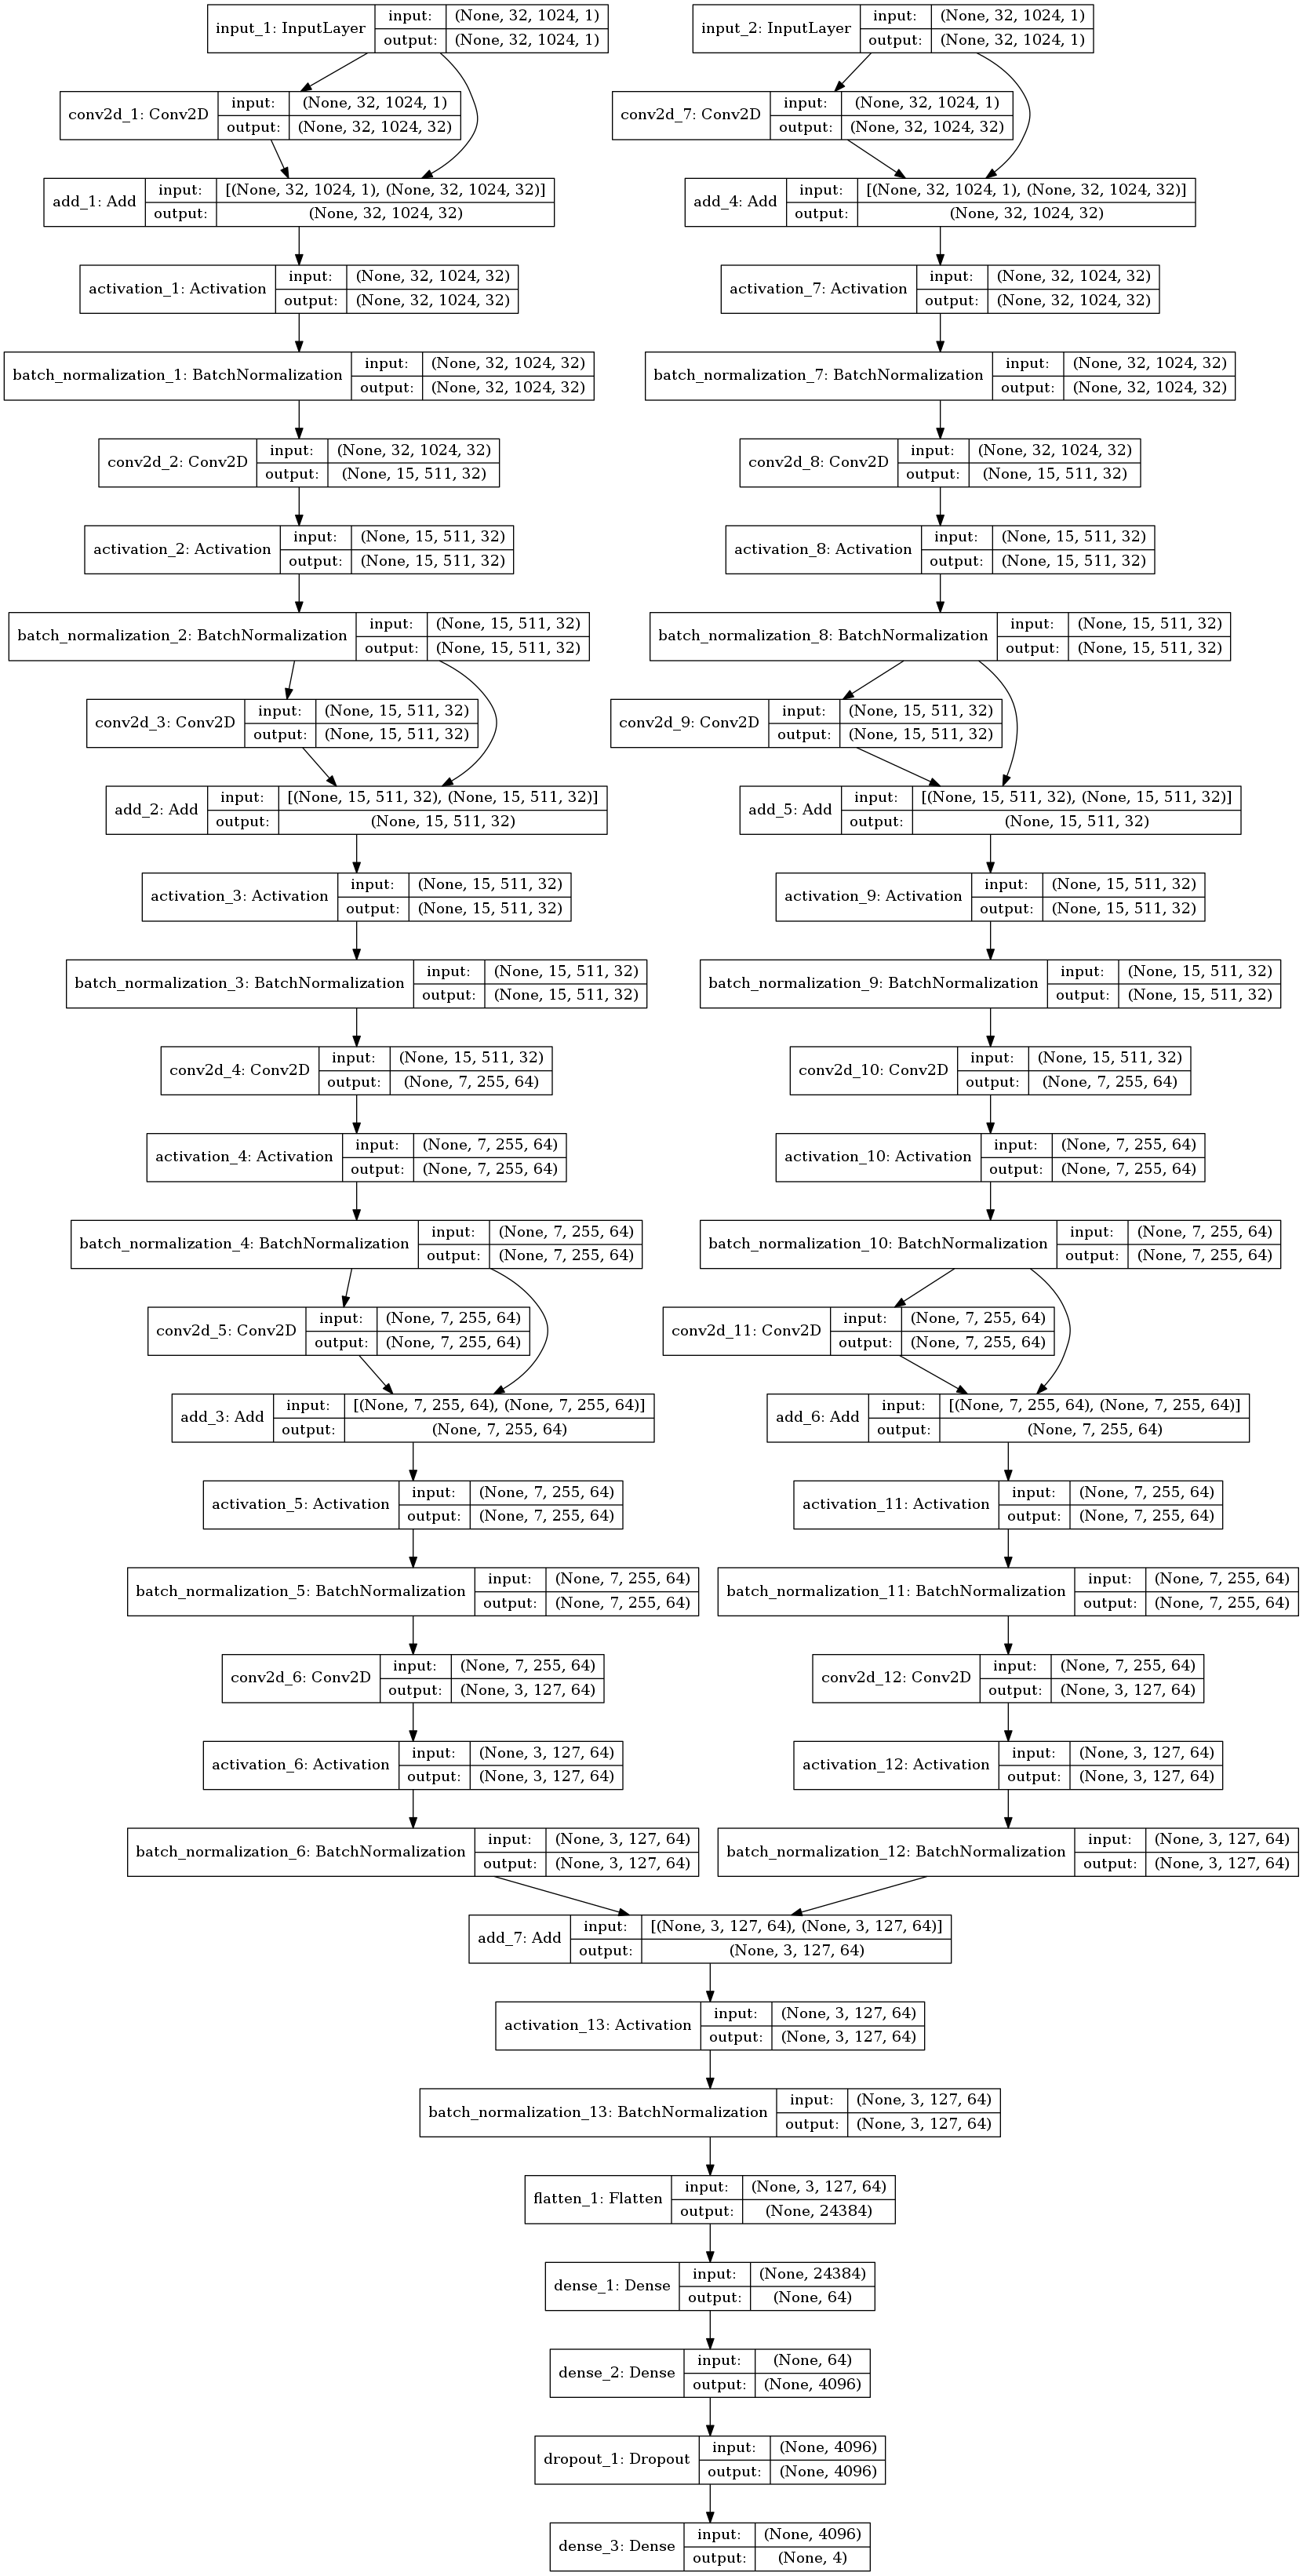 input_1: InputLayer input: (None, 32, 1024, 1)
output: (None, 32, 1024, 1)
input_2: InputLayer input: (None, 32, 1024, 1)
output: (None, 32, 1024, 1)
conv2d_1: Conv2D input: (None, 32, 1024, 1)
output: (None, 32, 1024, 32)
conv2d_7: Conv2D input: (None, 32, 1024, 1)
output: (None, 32, 1024, 32)
add_1: Add input: [(None, 32, 1024, 1), (None, 32, 1024, 32)]
output: (None, 32, 1024, 32)
add_4: Add input: [(None, 32, 1024, 1), (None, 32, 1024, 32)]
output: (None, 32, 1024, 32)
activation_1: Activation input: (None, 32, 1024, 32)
output: (None, 32, 1024, 32)
activation_7: Activation input: (None, 32, 1024, 32)
output: (None, 32, 1024, 32)
batch_normalization_1: BatchNormalization input: (None, 32, 1024, 32)
output: (None, 32, 1024, 32)
batch_normalization_7: BatchNormalization input: (None, 32, 1024, 32)
output: (None, 32, 1024, 32)
conv2d_2: Conv2D input: (None, 32, 1024, 32)
output: (None, 15, 511, 32)
conv2d_8: Conv2D input: (None, 32, 1024, 32)
output: (None, 15, 511, 32)
activation_2: Activation input: (None, 15, 511, 32)
output: (None, 15, 511, 32)
activation_8: Activation input: (None, 15, 511, 32)
output: (None, 15, 511, 32)
batch_normalization_2: BatchNormalization input: (None, 15, 511, 32)
output: (None, 15, 511, 32)
batch_normalization_8: BatchNormalization input: (None, 15, 511, 32)
output: (None, 15, 511, 32)
conv2d_3: Conv2D input: (None, 15, 511, 32)
output: (None, 15, 511, 32)
conv2d_9: Conv2D input: (None, 15, 511, 32)
output: (None, 15, 511, 32)
add_2: Add input: [(None, 15, 511, 32), (None, 15, 511, 32)]
output: (None, 15, 511, 32)
add_5: Add input: [(None, 15, 511, 32), (None, 15, 511, 32)]
output: (None, 15, 511, 32)
activation_3: Activation input: (None, 15, 511, 32)
output: (None, 15, 511, 32)
activation_9: Activation input: (None, 15, 511, 32)
output: (None, 15, 511, 32)
batch_normalization_3: BatchNormalization input: (None, 15, 511, 32)
output: (None, 15, 511, 32)
batch_normalization_9: BatchNormalization input: (None, 15, 511, 32)
output: (None, 15, 511, 32)
conv2d_4: Conv2D input: (None, 15, 511, 32)
output: (None, 7, 255, 64)
conv2d_10: Conv2D input: (None, 15, 511, 32)
output: (None, 7, 255, 64)
activation_4: Activation input: (None, 7, 255, 64)
output: (None, 7, 255, 64)
activation_10: Activation input: (None, 7, 255, 64)
output: (None, 7, 255, 64)
batch_normalization_4: BatchNormalization input: (None, 7, 255, 64)
output: (None, 7, 255, 64)
batch_normalization_10: BatchNormalization input: (None, 7, 255, 64)
output: (None, 7, 255, 64)
conv2d_5: Conv2D input: (None, 7, 255, 64)
output: (None, 7, 255, 64)
conv2d_11: Conv2D input: (None, 7, 255, 64)
output: (None, 7, 255, 64)
add_3: Add input: [(None, 7, 255, 64), (None, 7, 255, 64)]
output: (None, 7, 255, 64)
add_6: Add input: [(None, 7, 255, 64), (None, 7, 255, 64)]
output: (None, 7, 255, 64)
activation_5: Activation input: (None, 7, 255, 64)
output: (None, 7, 255, 64)
activation_11: Activation input: (None, 7, 255, 64)
output: (None, 7, 255, 64)
batch_normalization_5: BatchNormalization input: (None, 7, 255, 64)
output: (None, 7, 255, 64)
batch_normalization_11: BatchNormalization input: (None, 7, 255, 64)
output: (None, 7, 255, 64)
conv2d_6: Conv2D input: (None, 7, 255, 64)
output: (None, 3, 127, 64)
conv2d_12: Conv2D input: (None, 7, 255, 64)
output: (None, 3, 127, 64)
activation_6: Activation input: (None, 3, 127, 64)
output: (None, 3, 127, 64)
activation_12: Activation input: (None, 3, 127, 64)
output: (None, 3, 127, 64)
batch_normalization_6: BatchNormalization input: (None, 3, 127, 64)
output: (None, 3, 127, 64)
batch_normalization_12: BatchNormalization input: (None, 3, 127, 64)
output: (None, 3, 127, 64)
add_7: Add input: [(None, 3, 127, 64), (None, 3, 127, 64)]
output: (None, 3, 127, 64)
activation_13: Activation input: (None, 3, 127, 64)
output: (None, 3, 127, 64)
batch_normalization_13: BatchNormalization input: (None, 3, 127, 64)
output: (None, 3, 127, 64)
flatten_1: Flatten input: (None, 3, 127, 64)
output: (None, 24384)
dense_1: Dense input: (None, 24384)
output: (None, 64)
dense_2: Dense input: (None, 64)
output: (None, 4096)
dropout_1: Dropout input: (None, 4096)
output: (None, 4096)
dense_3: Dense input: (None, 4096)
output: (None, 4)